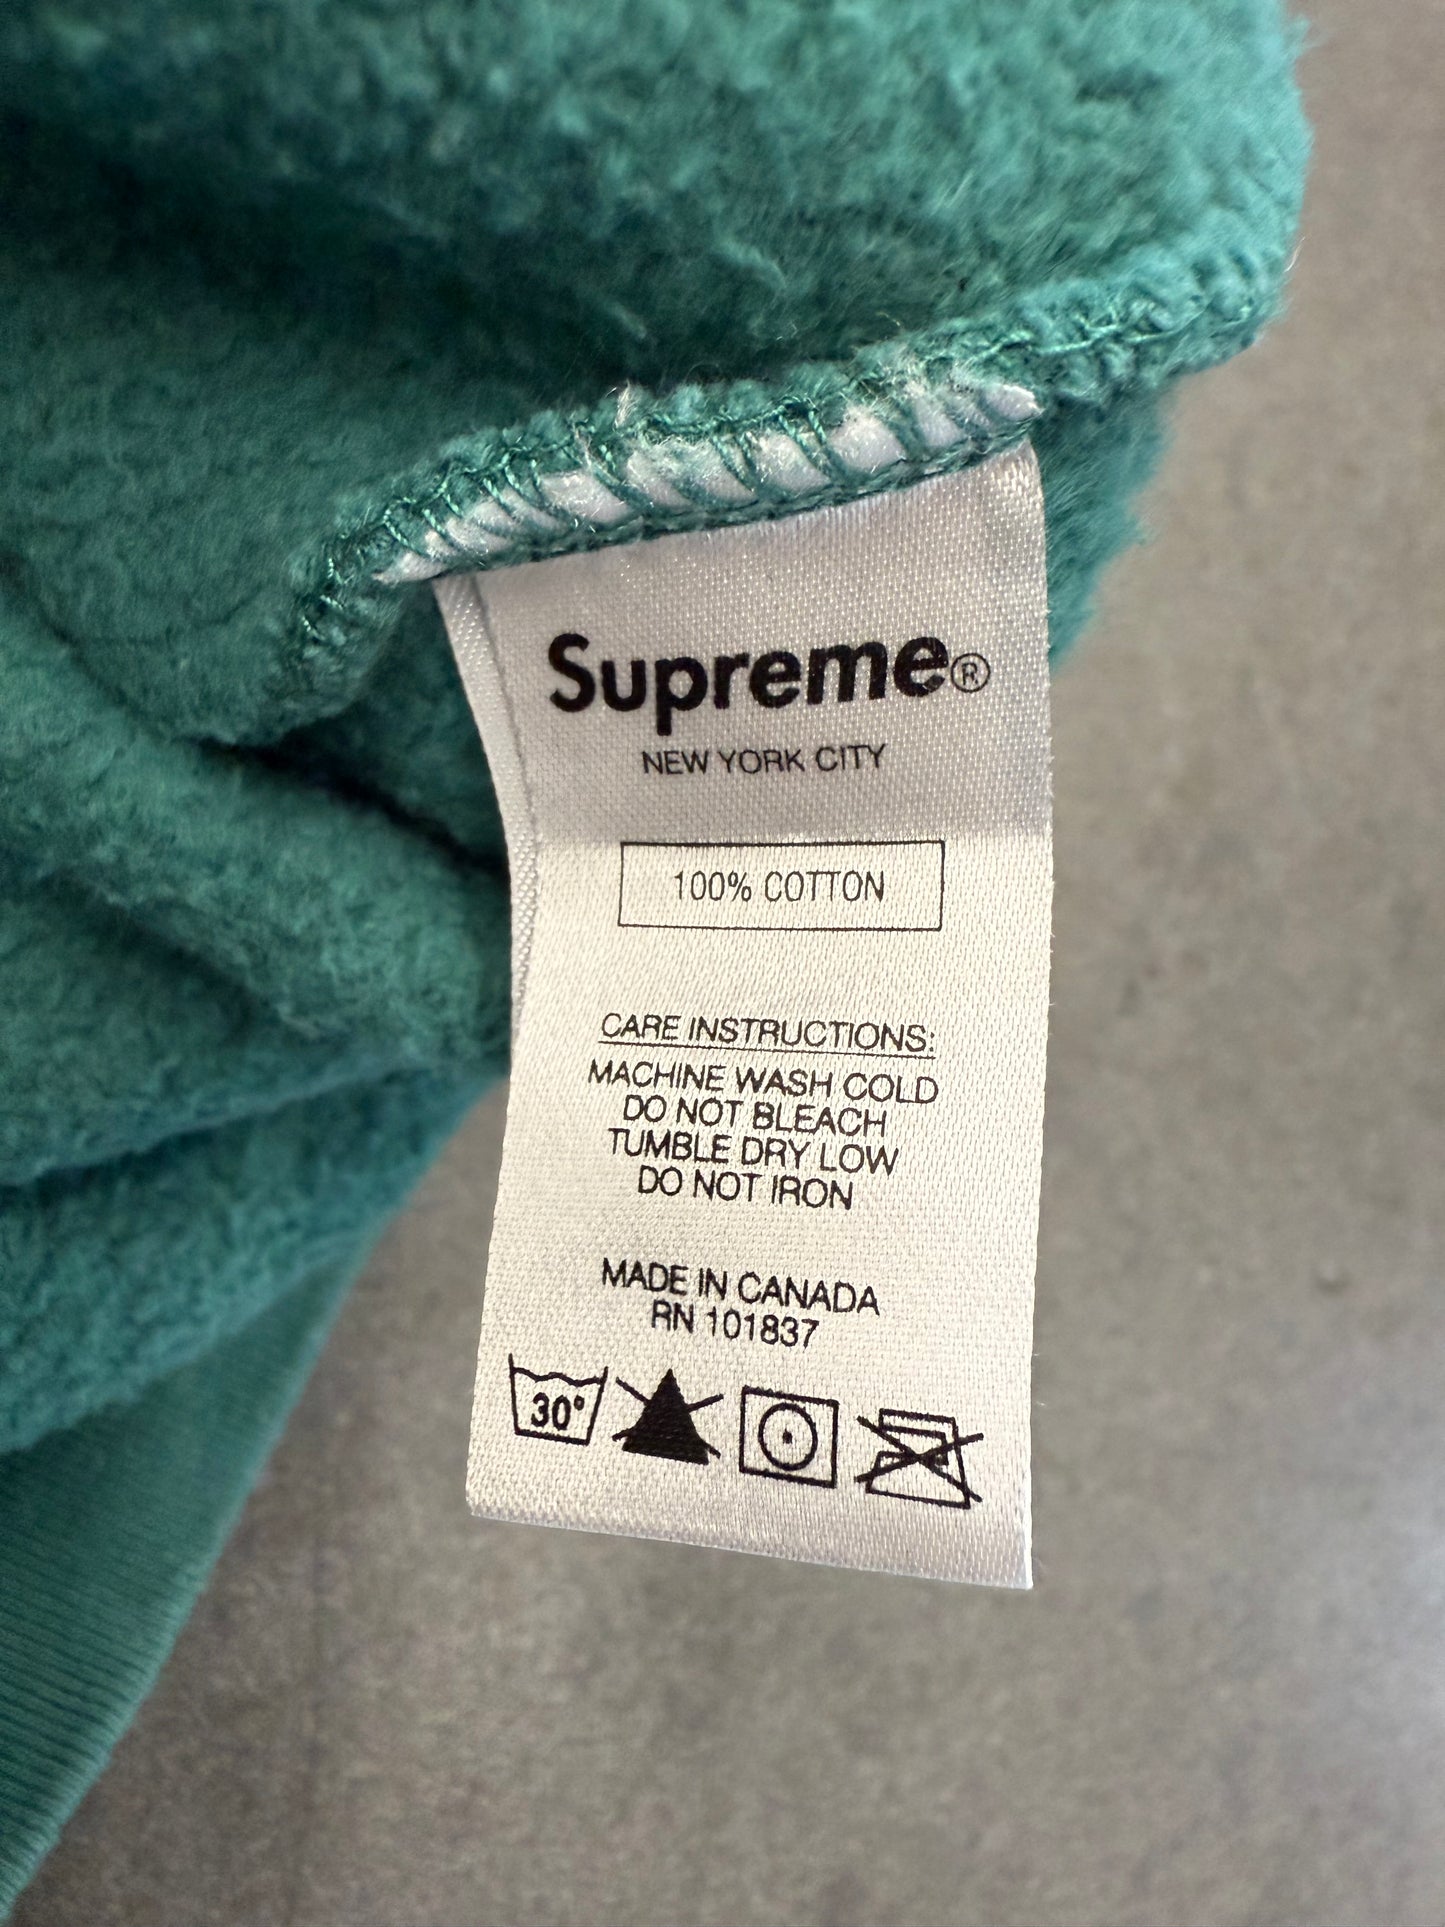 Supreme®
NEW YORK CITY
100% COTTON
CARE INSTRUCTIONS:
MACHINE WASH COLD
DO NOT BLEACH
TUMBLE DRY LOW
DO NOT IRON
MADE IN CANADA
RN 101837
30°